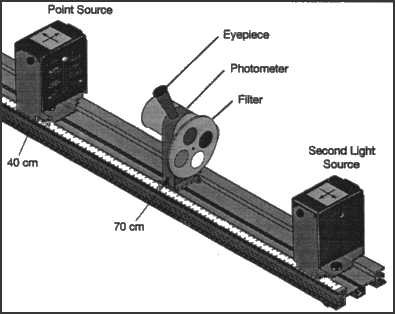 Point Source
Eyepiece
Photometer
Filter
Second Light
Source
40 cm
70 cm